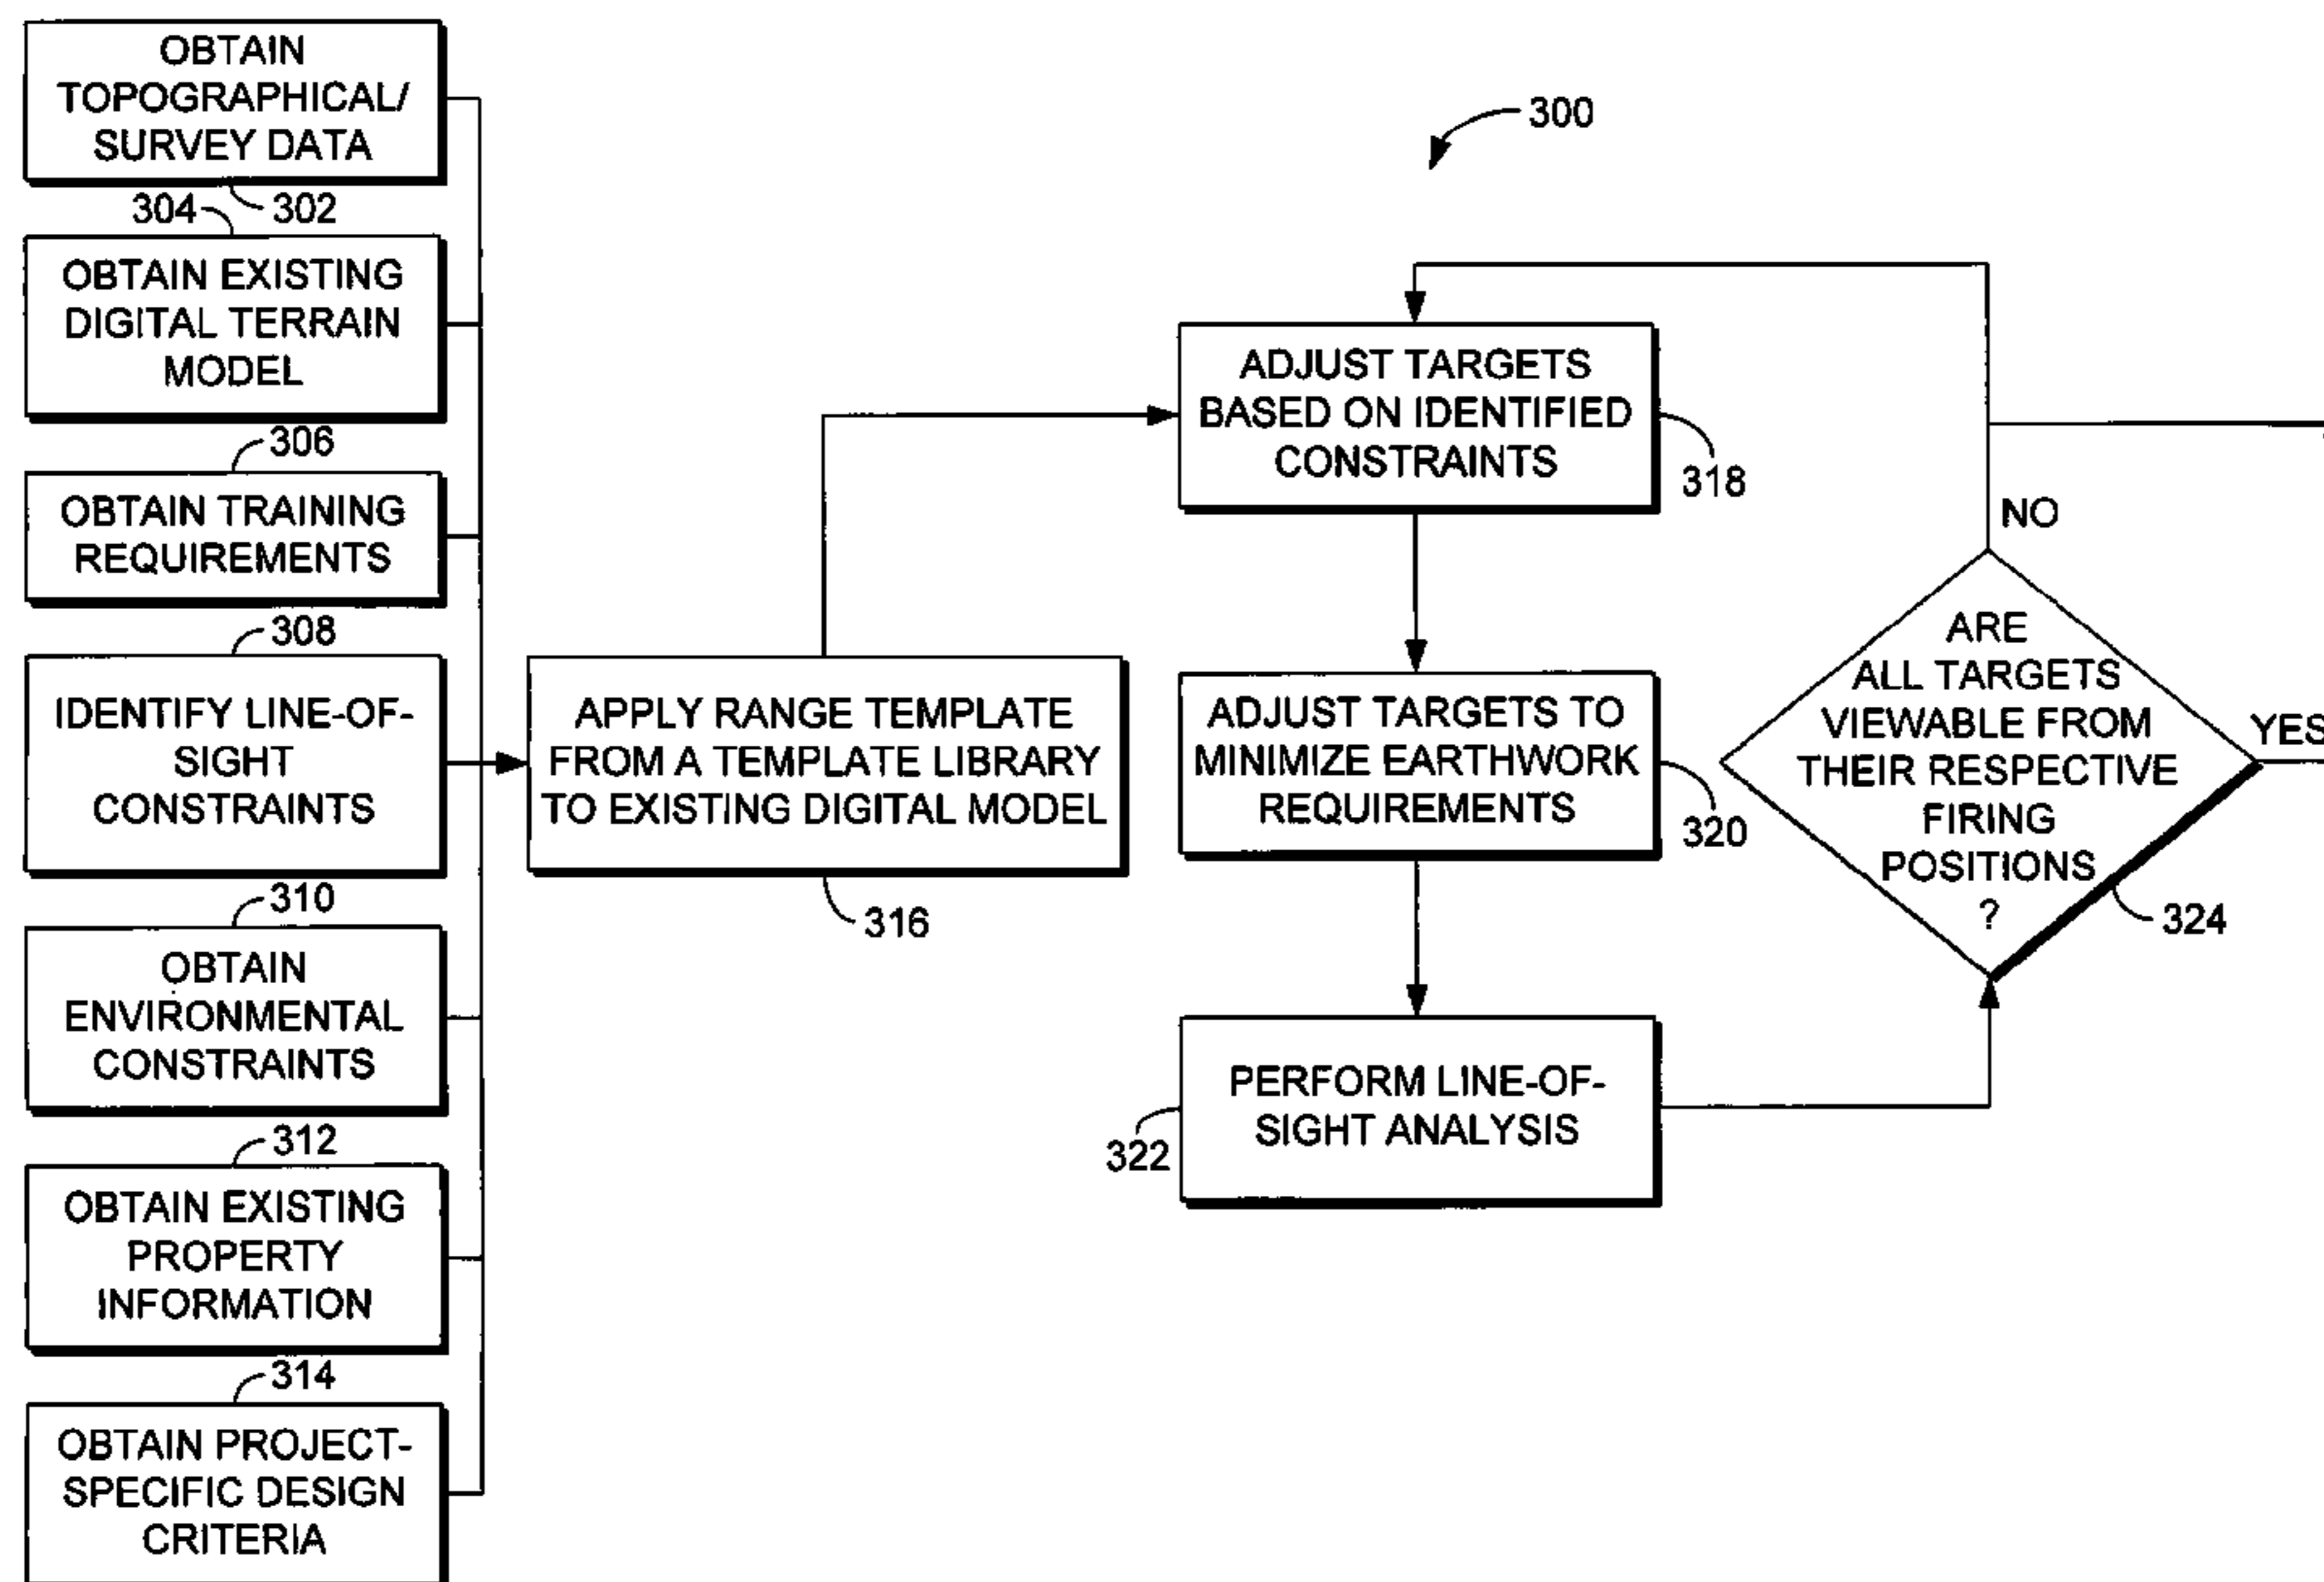 OBTAIN
TOPOGRAPHICAL/
SURVEY DATA
302
304
OBTAIN EXISTING
DIGITAL TERRAIN
MODEL
306
OBTAIN TRAINING
REQUIREMENTS
308
IDENTIFY LINE-OF-
SIGHT
CONSTRAINTS
310
OBTAIN
ENVIRONMENTAL
CONSTRAINTS
312
OBTAIN EXISTING
PROPERTY
INFORMATION
314
OBTAIN PROJECT-
SPECIFIC DESIGN
CRITERIA
APPLY RANGE TEMPLATE
FROM A TEMPLATE LIBRARY
TO EXISTING DIGITAL MODEL
316
300
ADJUST TARGETS
BASED ON IDENTIFIED
CONSTRAINTS
318
ADJUST TARGETS TO
MINIMIZE EARTHWORK
REQUIREMENTS
320
PERFORM LINE-OF-
SIGHT ANALYSIS
322
NO
ARE
ALL TARGETS
VIEWABLE FROM
THEIR RESPECTIVE
FIRING
POSITIONS
?
324
YES